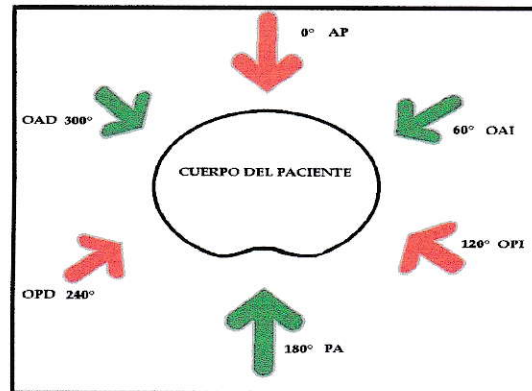 0° AP
OAD 300°
60° OAI
CUERPO DEL PACIENTE
120° OPI
OPD 240°
180° PA